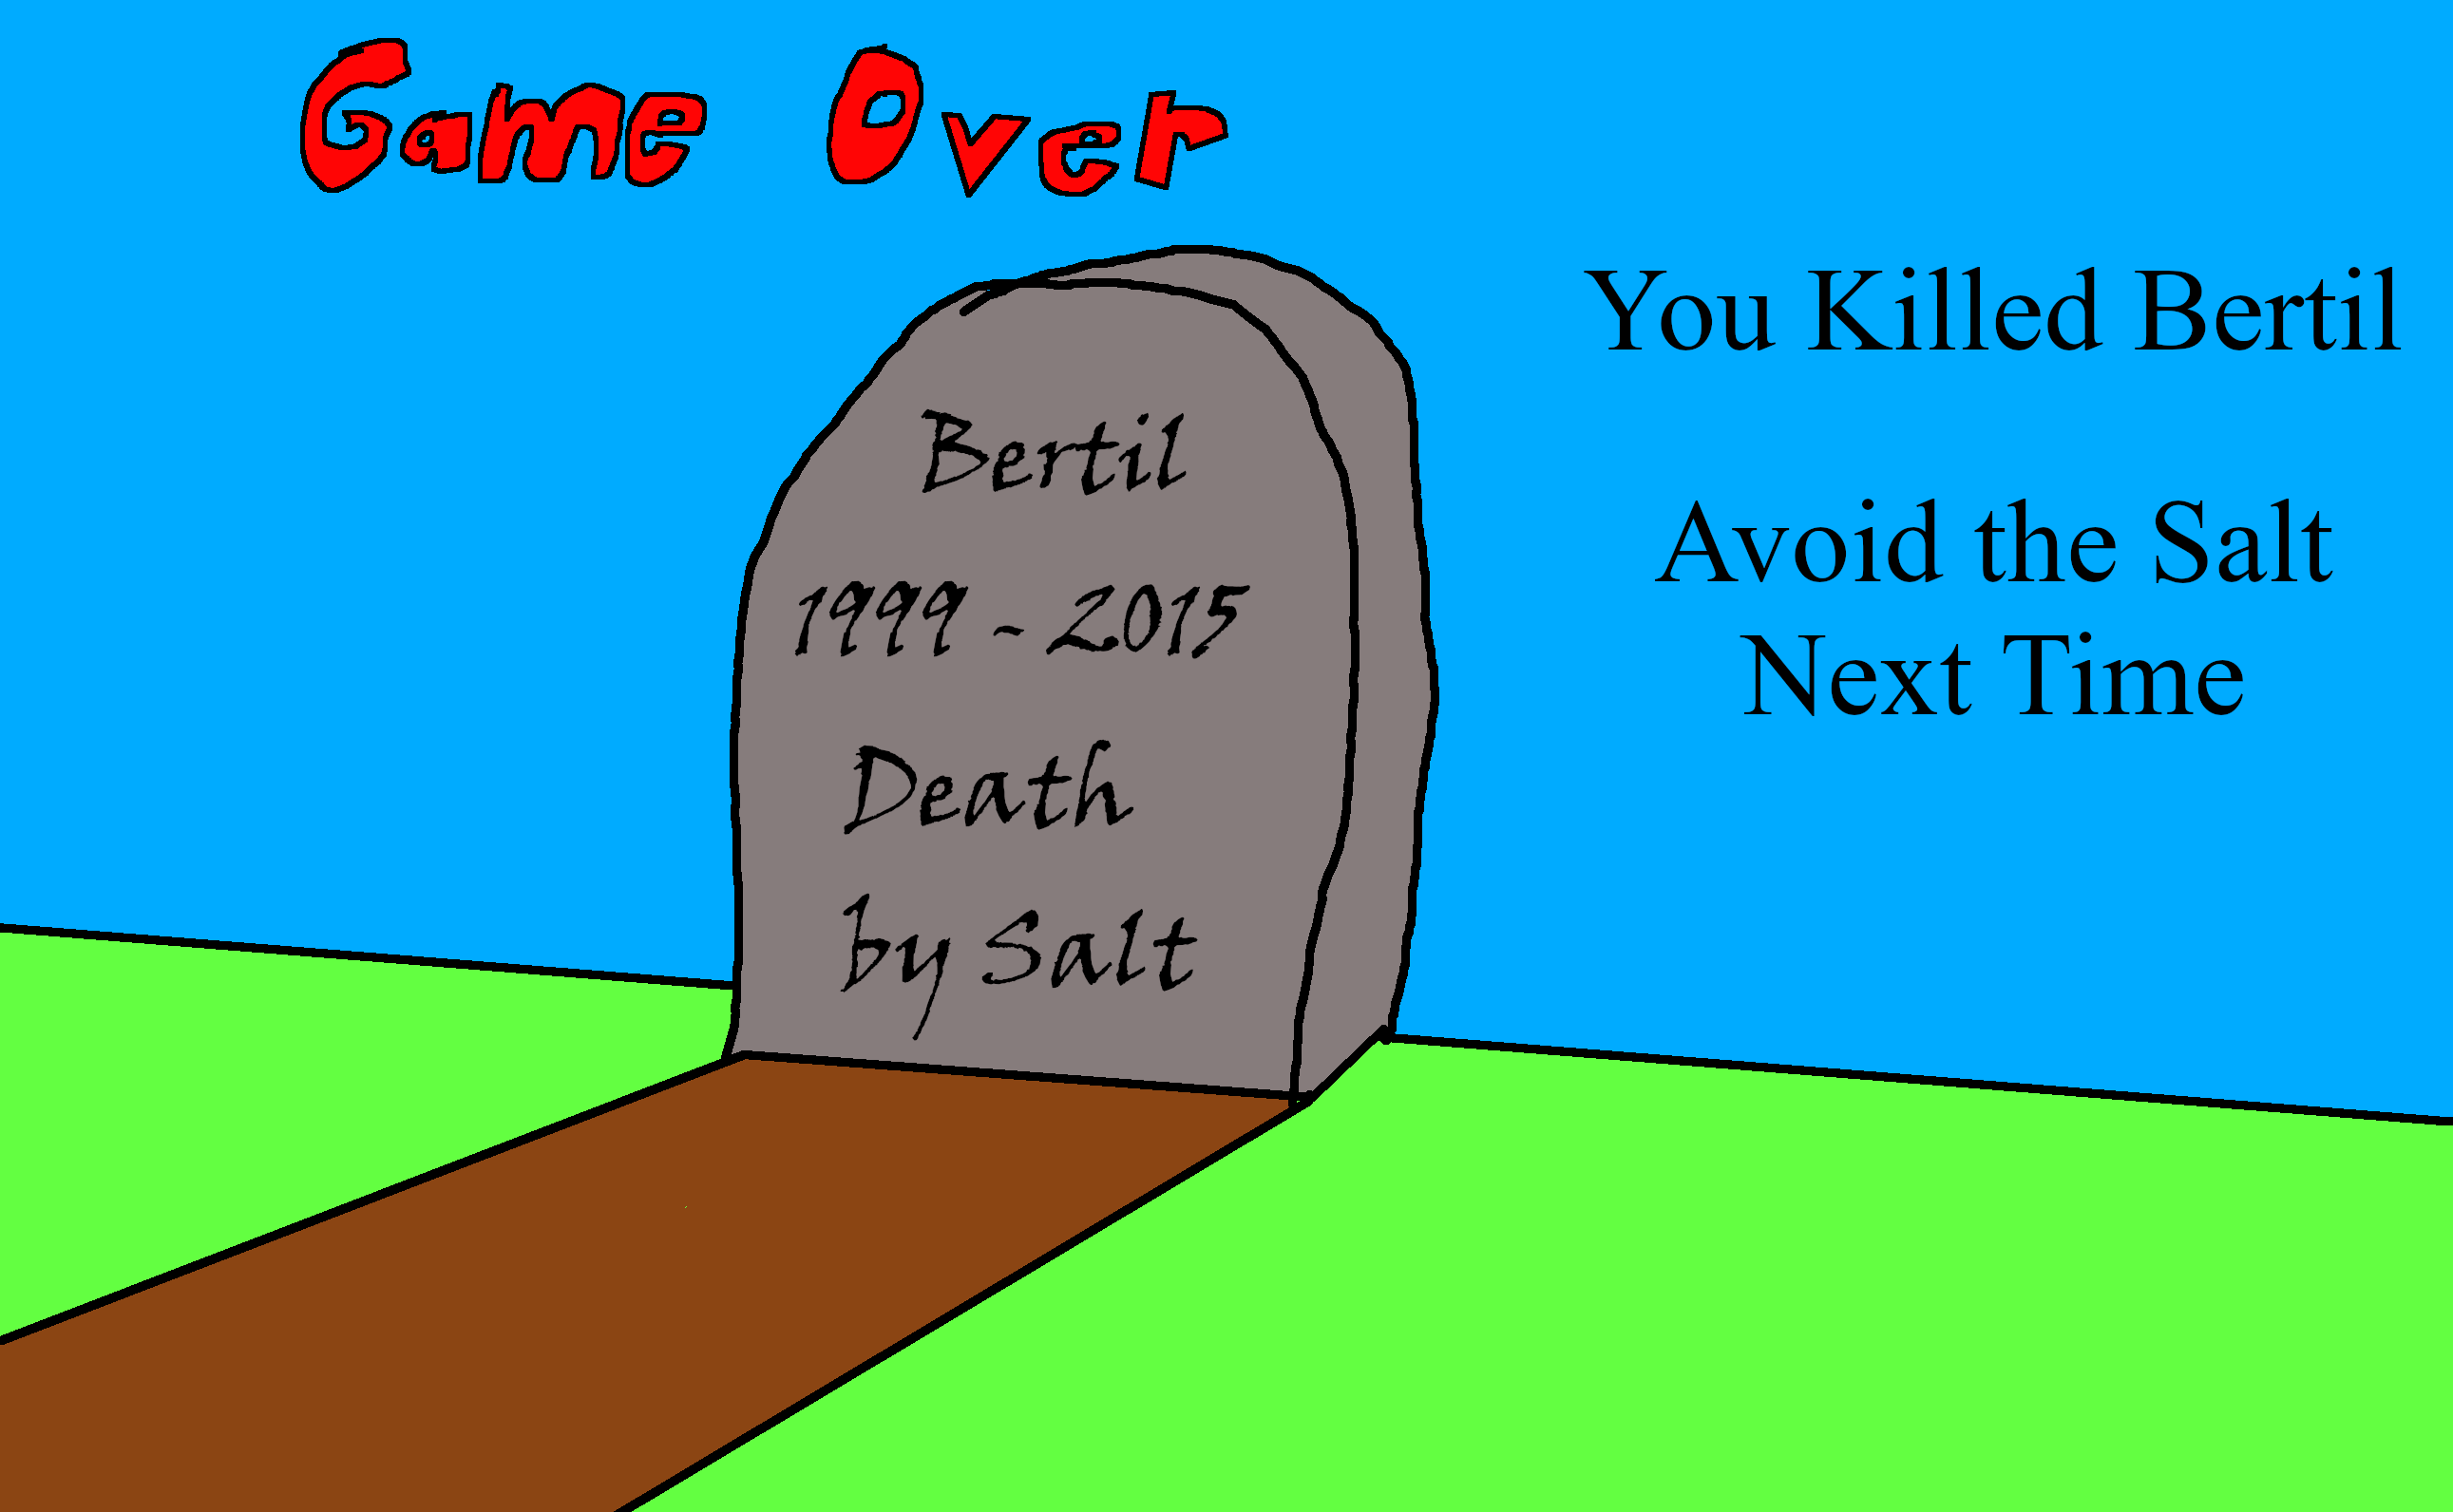 Game Over
You Killed Bertil
Avoid the Salt
Next Time
Bertil
1999 - 2015
Death
by Salt